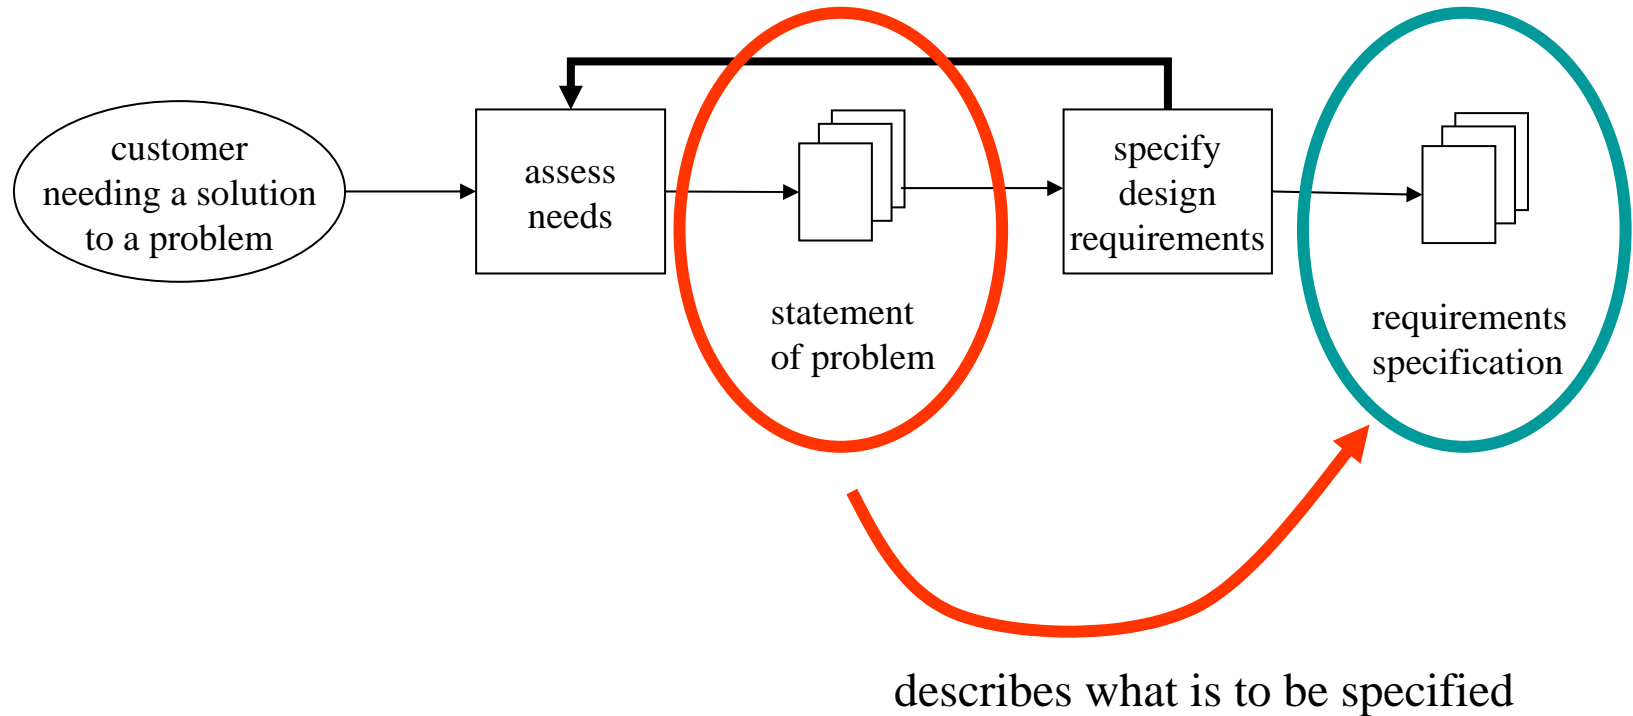 customer
needing a solution
to a problem
assess
needs
statement
of problem
specify
design
requirements
requirements
specification
describes what is to be specified